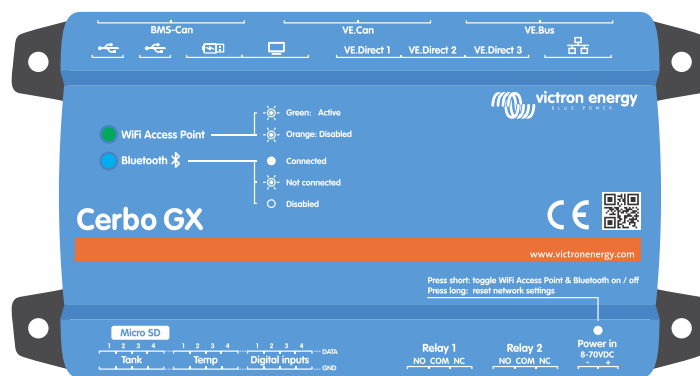 BMS-Can VE.Can VE.Bus
VE.Direct 1 VE.Direct 2 VE.Direct 3
victron energy
BLUE POWER
Green: Active
WiFi Access Point
Orange: Disabled
Bluetooth
Connected
Not connected
Disabled
Cerbo GX
CE
www.victronenergy.com
Press short: toggle WiFi Access Point & Bluetooth on / off
Press long: reset network settings
Micro SD
1 2 3 4 1 2 3 4 1 2 3 4 DATA
Tank Temp Digital inputs
GND
Relay 1 Relay 2 Power in
NO COM NC NO COM NC 8-70VDC
- +